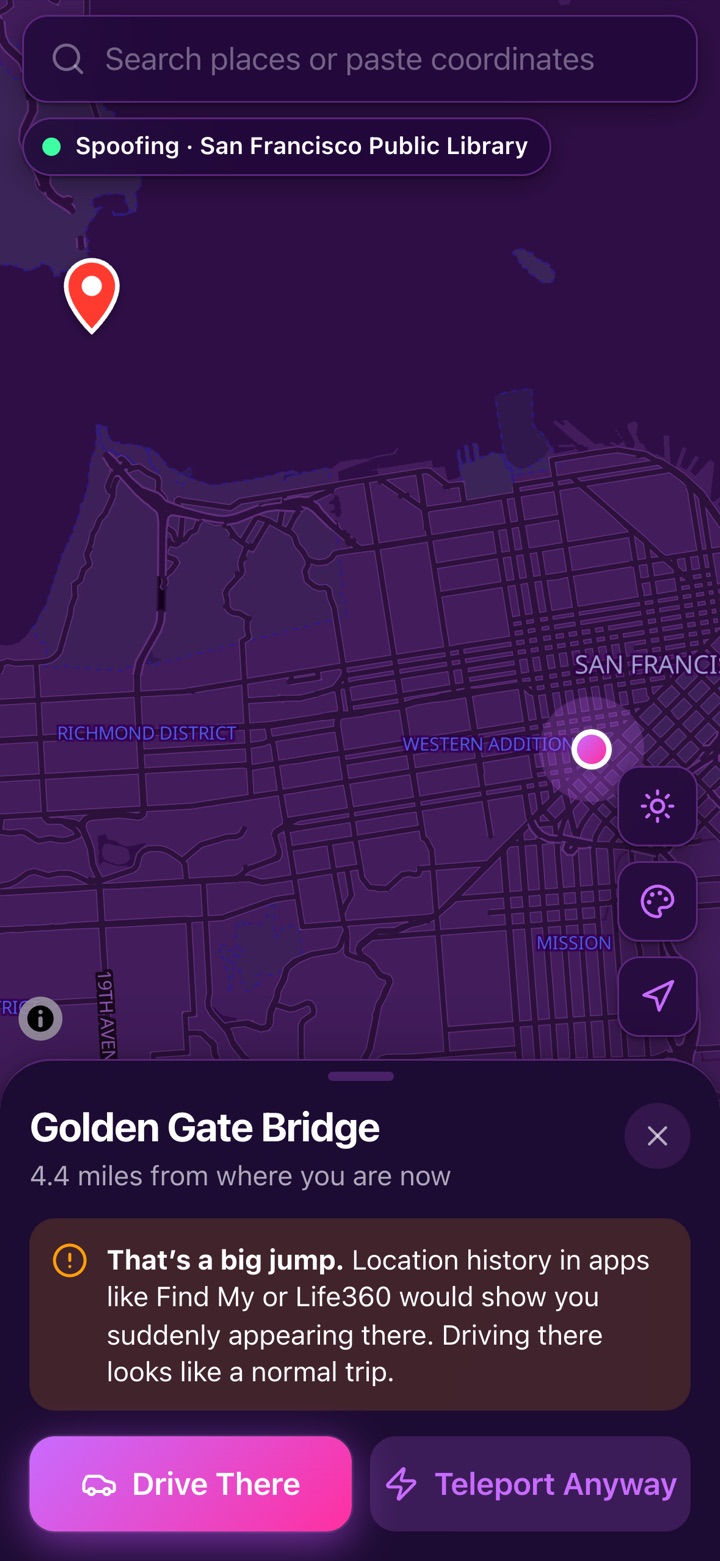 Search places or paste coordinates
Spoofing · San Francisco Public Library
SAN FRANCI
RICHMOND DISTRICT
WESTERN ADDITION
MISSION
TRIC
19TH AVEN
Golden Gate Bridge
4.4 miles from where you are now
That’s a big jump. Location history in apps
like Find My or Life360 would show you
suddenly appearing there. Driving there
looks like a normal trip.
Drive There
Teleport Anyway